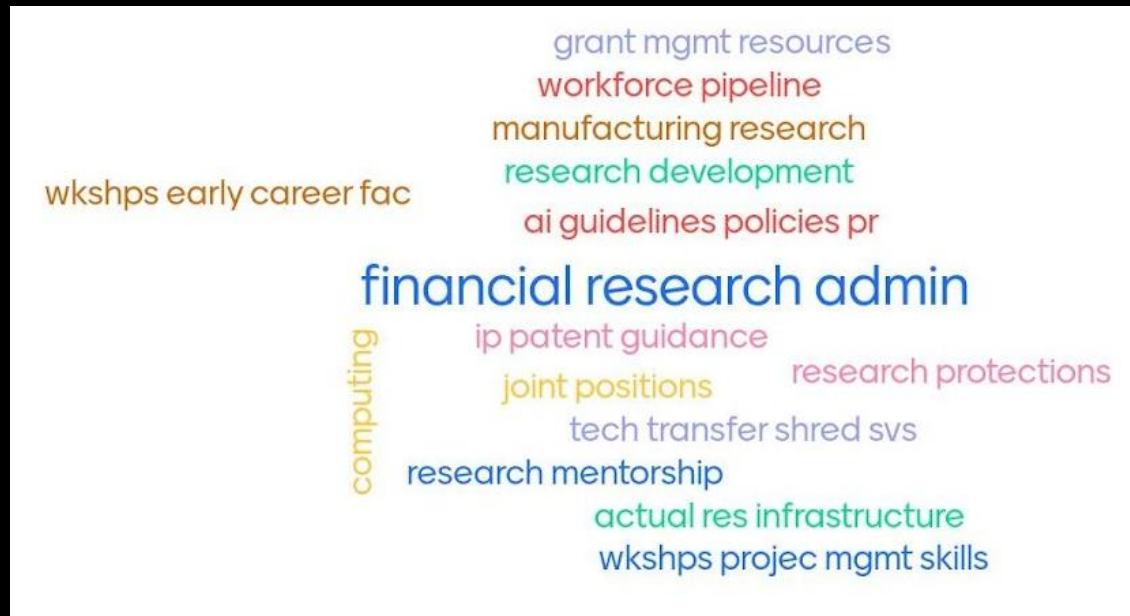 grant mgmt resources
workforce pipeline
manufacturing research
research development
wkshps early career fac
ai guidelines policies pr
financial research admin
ip patent guidance
computing
research protections
joint positions
tech transfer shred svs
research mentorship
actual res infrastructure
wkshps projec mgmt skills